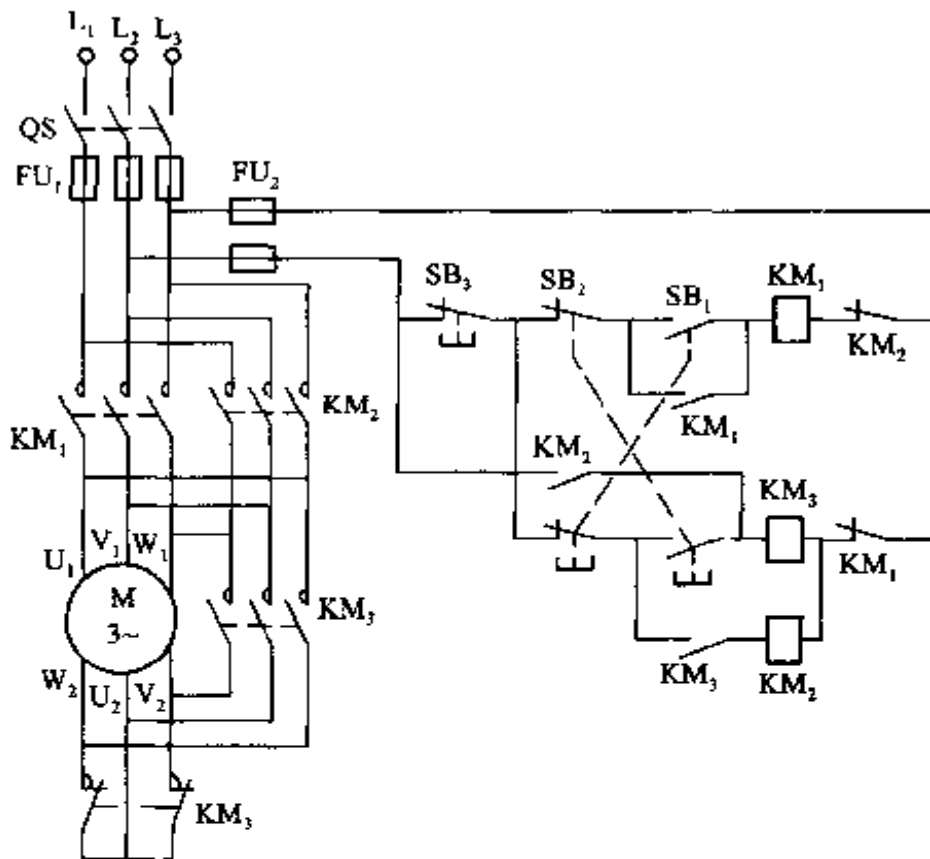 L₁ L₂ L₃
QS
FU₁
FU₂
SB₃
SB₂
SB₁
KM₁
KM₂
KM₁
KM₂
KM₁
KM₂
KM₃
KM₁
U₁ V₁ W₁
M
3~
KM₃
W₂ U₂ V₂
KM₃
KM₂
KM₃